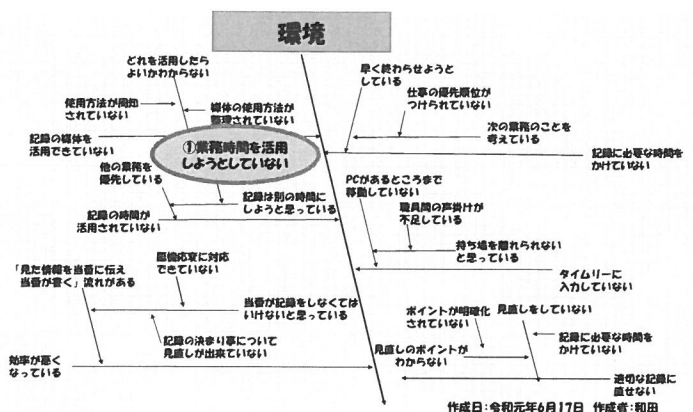 環境
どれを活用したら
よいかわからない
使用方法が周知
されていない
媒体の使用方法が
整理されていない
記録の媒体を
活用できていない
①業務時間を活用
しようとしていない
他の業務を
優先している
記録は別の時間に
しようと思っている
記録の時間が
活用されていない
「見た情報を当番に伝え
当番が書く」流れがある
臨機応変に対応
できていない
当番が記録をしなくては
いけないと思っている
記録の決まり事について
見直しが出来ていない
効率が悪く
なっている
早く終わらせようと
している
仕事の優先順位が
つけられていない
次の業務のことを
考えている
記録に必要な時間を
かけていない
PCがあるところまで
移動していない
職員間の声掛けが
不足している
持ち場を離れられない
と思っている
タイムリーに
入力していない
ポイントが明確化
されていない
見直しをしていない
記録に必要な時間を
かけていない
見直しのポイントが
わからない
適切な記録に
直せない
作成日:令和元年6月17日 作成者:和田